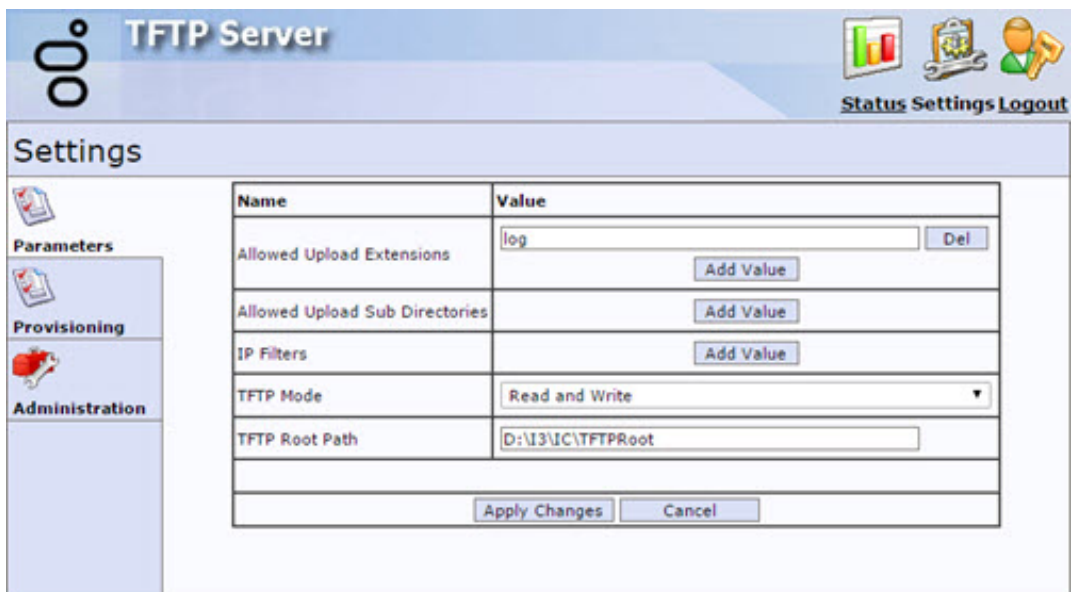 TFTP Server
Status Settings Logout
Settings
Parameters
Provisioning
Administration
Name Value
Allowed Upload Extensions log Del
Add Value
Allowed Upload Sub Directories Add Value
IP Filters Add Value
TFTP Mode Read and Write
TFTP Root Path D:\I3\IC\TFTPRoot
Apply Changes Cancel